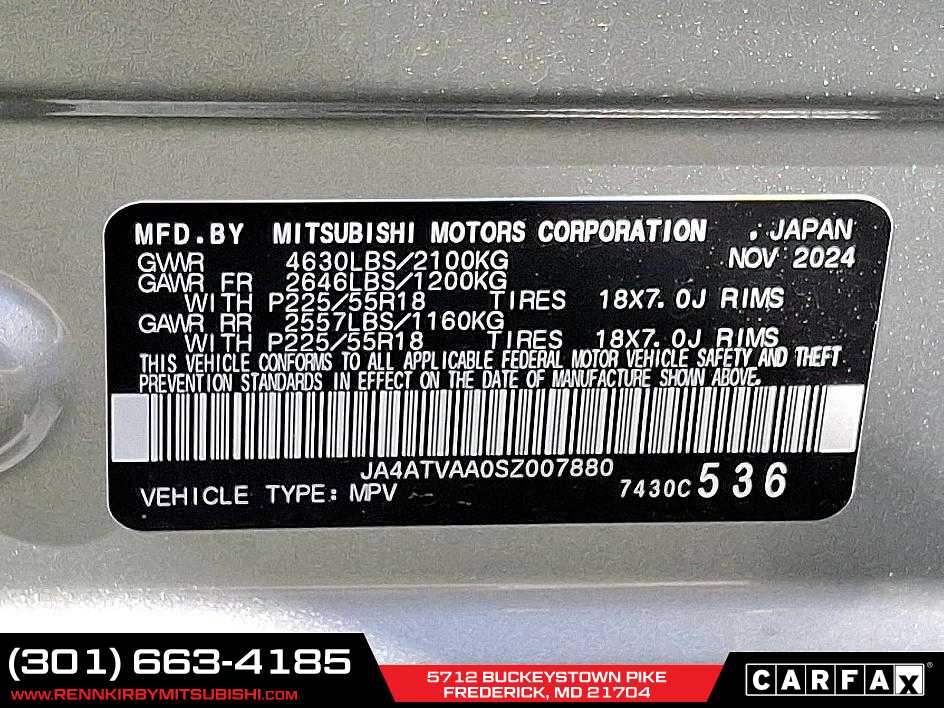 MFD.BY MITSUBISHI MOTORS CORPORATION JAPAN
GVWR 4630LBS/2100KG NOV 2024
GAWR FR 2646LBS/1200KG
WITH P225/55R18 TIRES 18X7.0J RIMS
GAWR RR 2557LBS/1160KG
WITH P225/55R18 TIRES 18X7.0J RIMS
THIS VEHICLE CONFORMS TO ALL APPLICABLE FEDERAL MOTOR VEHICLE SAFETY AND THEFT
PREVENTION STANDARDS IN EFFECT ON THE DATE OF MANUFACTURE SHOWN ABOVE.
JA4ATVAA0SZ007880
VEHICLE TYPE: MPV 7430C 536
(301) 663-4185
WWW.RENNKIRBYMITSUBISHI.COM
5712 BUCKEYSTOWN PIKE
FREDERICK, MD 21704
CARFAX®